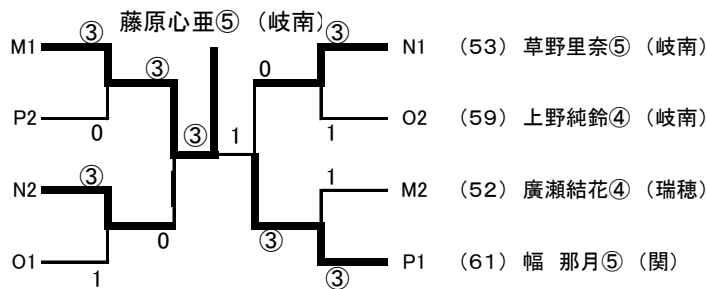 藤原心亜⑤ （岐南）
M1 ③ ③ N1 （53） 草野里奈⑤ （岐南）
③ 0
P2 0 ③ 1 1 O2 （59） 上野純鈴④ （岐南）
N2 ③ 1 M2 （52） 廣瀬結花④ （瑞穂）
0 ③
O1 1 ③ P1 （61） 幅 那月⑤ （関）